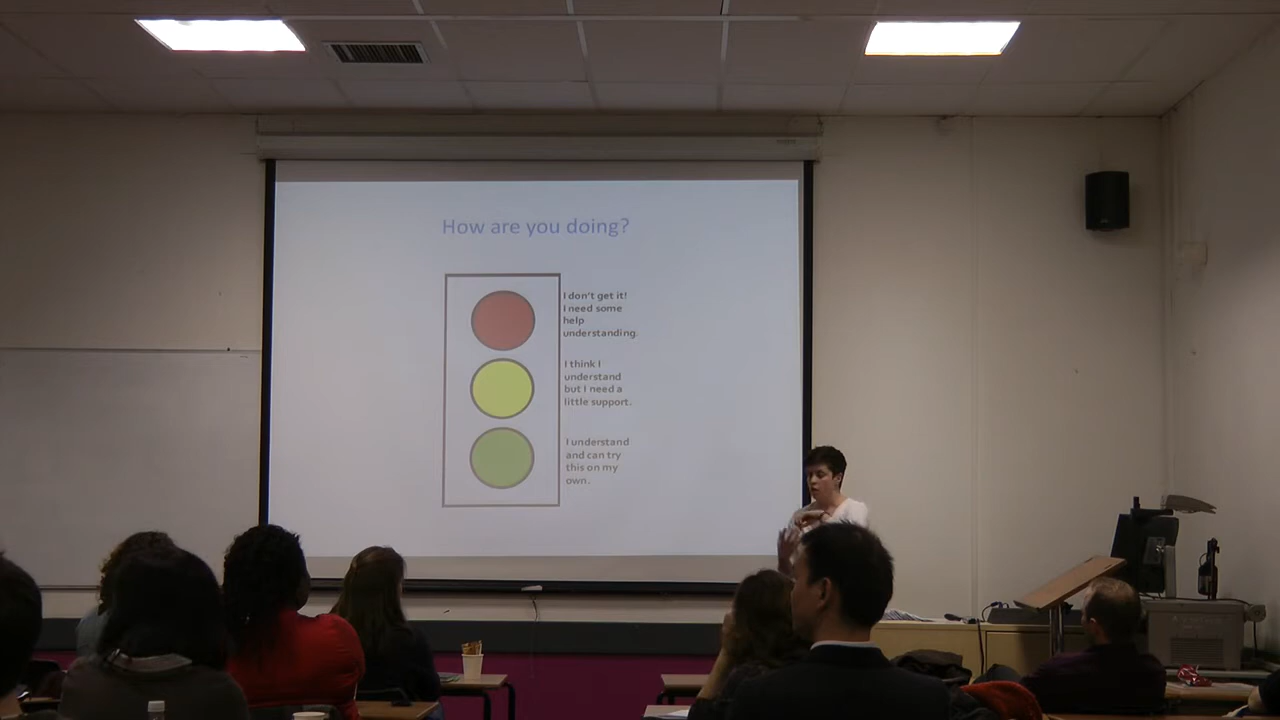 How are you doing?
I don't get it!
I need some
help
understanding.
I think I
understand
but I need a
little support.
I understand
and can try
this on my
own.